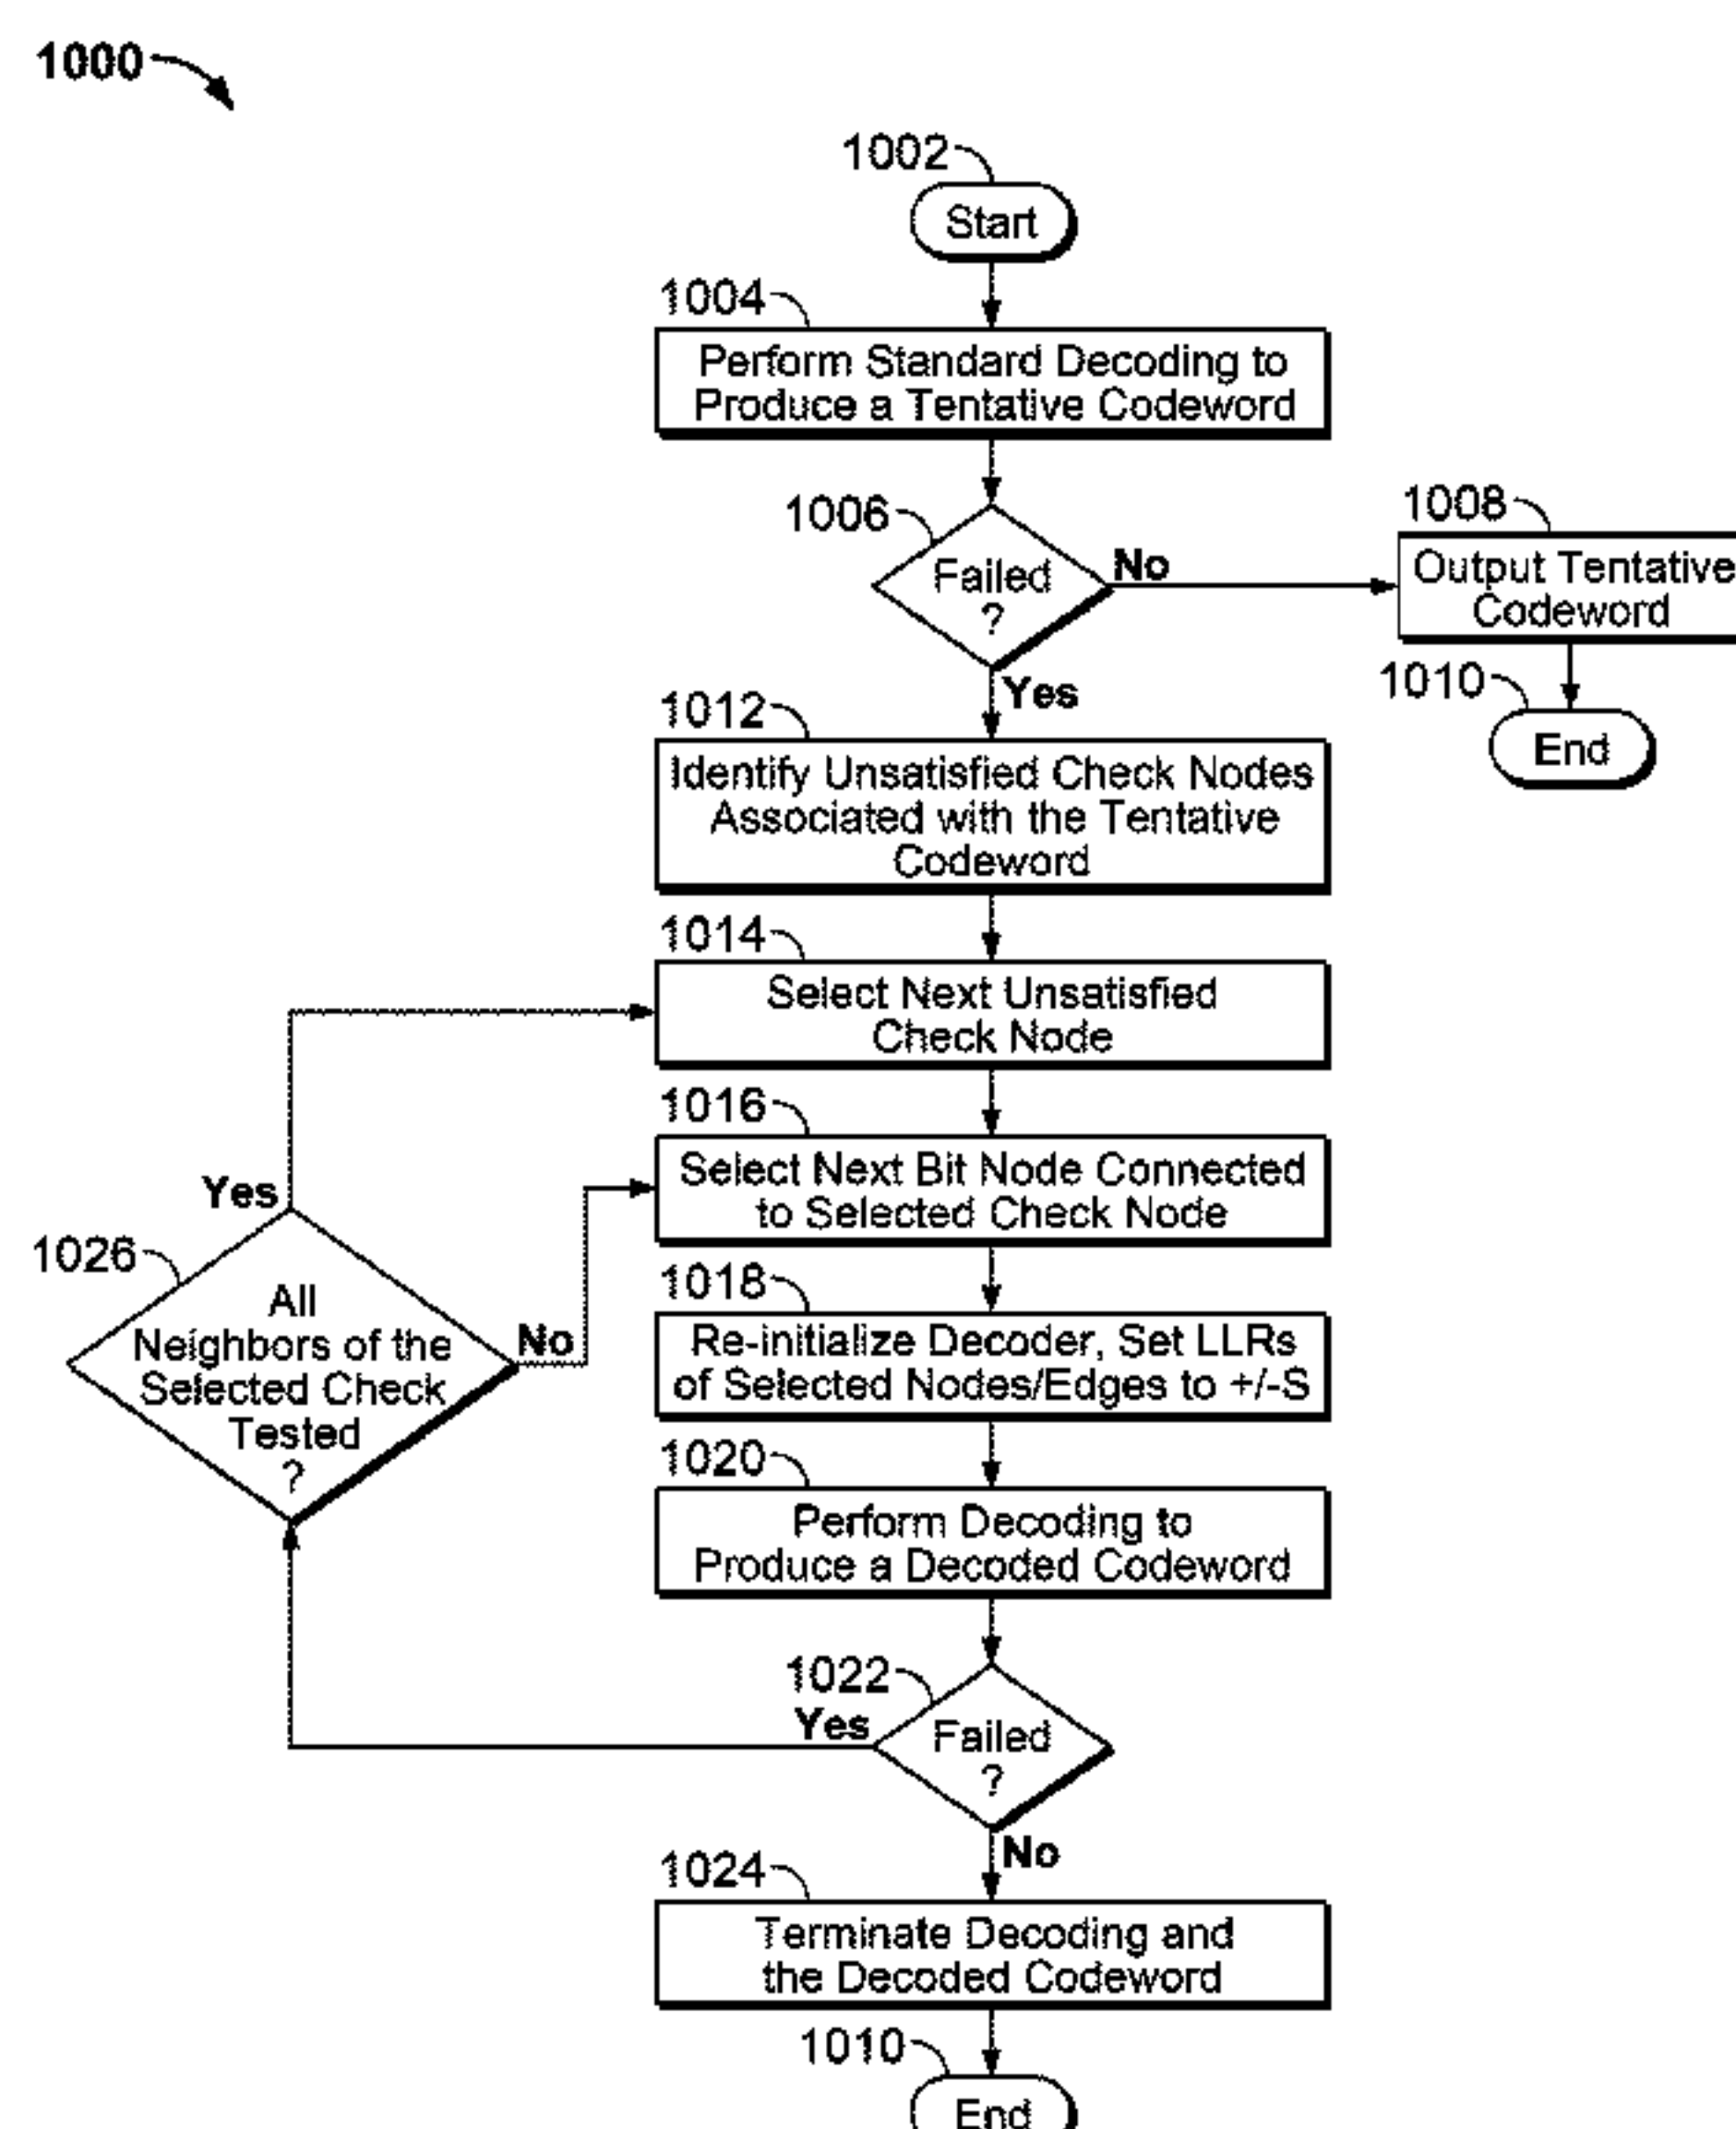 1000
1002
Start
1004
Perform Standard Decoding to
Produce a Tentative Codeword
1006
Failed
?
No
1008
Output Tentative
Codeword
1010
End
Yes
1012
Identify Unsatisfied Check Nodes
Associated with the Tentative
Codeword
1014
Select Next Unsatisfied
Check Node
1016
Select Next Bit Node Connected
to Selected Check Node
1018
Re-initialize Decoder, Set LLRs
of Selected Nodes/Edges to +/-S
1020
Perform Decoding to
Produce a Decoded Codeword
1022
Failed
?
Yes
1026
All
Neighbors of the
Selected Check
Tested
?
Yes
No
No
1024
Terminate Decoding and
the Decoded Codeword
1010
End